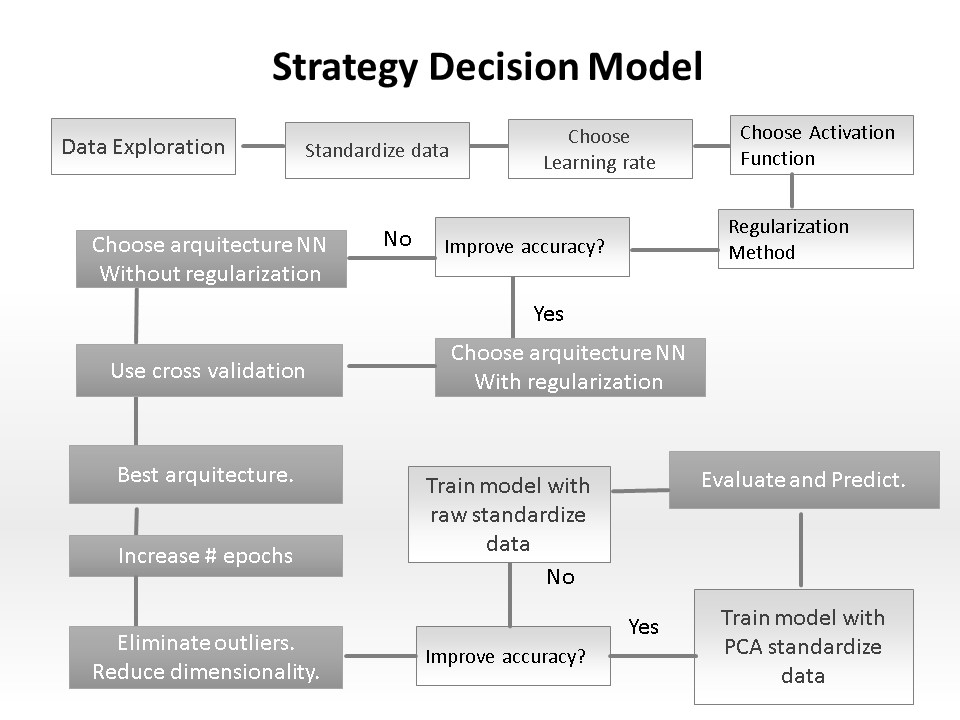 Strategy Decision Model
Data Exploration
Standardize data
Choose
Learning rate
Choose Activation
Function
Regularization
Method
Improve accuracy?
No
Choose arquitecture NN
Without regularization
Yes
Choose arquitecture NN
With regularization
Use cross validation
Best arquitecture.
Increase # epochs
Eliminate outliers.
Reduce dimensionality.
Improve accuracy?
No
Train model with
raw standardize
data
Yes
Train model with
PCA standardize
data
Evaluate and Predict.